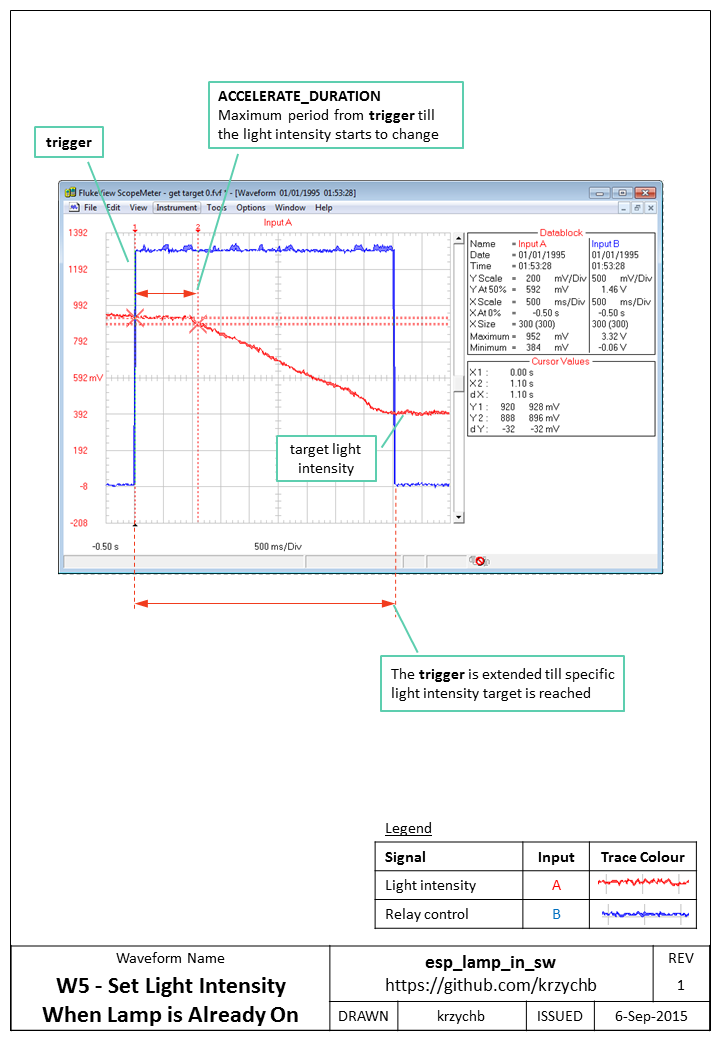 ACCELERATE_DURATION
Maximum period from trigger till
the light intensity starts to change
trigger
FlukeView ScopeMeter - get target 0.fvf * - [Waveform 01/01/1995 01:53:28]
File Edit View Instrument Tools Options Window Help
Input A
1 2
1392
1192
992
792
592 mV
392
192
-8
-208
-0.50 s
500 ms/Div
Datablock
Name = Input A Input B
Date = 01/01/1995 01/01/1995
Time = 01:53:28 01:53:28
Y Scale = 200 mV/Div 500 mV/Div
Y At 50% = 592 mV 1.46 V
X Scale = 500 ms/Div 500 ms/Div
X At 0% = -0.50 s -0.50 s
X Size = 300 (300) 300 (300)
Maximum = 952 mV 3.32 V
Minimum = 384 mV -0.06 V
Cursor Values
X1 : 0.00 s
X2 : 1.10 s
dX : 1.10 s
Y1 : 920 928 mV
Y2 : 888 896 mV
dY : -32 -32 mV
target light
intensity
The trigger is extended till specific
light intensity target is reached
Legend
Signal Input Trace Colour
Light intensity A
Relay control B
Waveform Name
W5 - Set Light Intensity
When Lamp is Already On
esp_lamp_in_sw
https://github.com/krzychb
REV
1
DRAWN krzychb ISSUED 6-Sep-2015